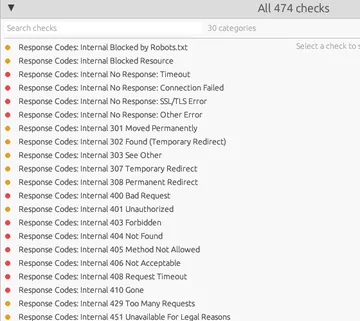 All 474 checks
Search checks
30 categories
Response Codes: Internal Blocked by Robots.txt
Select a check to s
Response Codes: Internal Blocked Resource
Response Codes: Internal No Response: Timeout
Response Codes: Internal No Response: Connection Failed
Response Codes: Internal No Response: SSL/TLS Error
Response Codes: Internal No Response: Other Error
Response Codes: Internal 301 Moved Permanently
Response Codes: Internal 302 Found (Temporary Redirect)
Response Codes: Internal 303 See Other
Response Codes: Internal 307 Temporary Redirect
Response Codes: Internal 308 Permanent Redirect
Response Codes: Internal 400 Bad Request
Response Codes: Internal 401 Unauthorized
Response Codes: Internal 403 Forbidden
Response Codes: Internal 404 Not Found
Response Codes: Internal 405 Method Not Allowed
Response Codes: Internal 406 Not Acceptable
Response Codes: Internal 408 Request Timeout
Response Codes: Internal 410 Gone
Response Codes: Internal 429 Too Many Requests
Response Codes: Internal 451 Unavailable For Legal Reasons